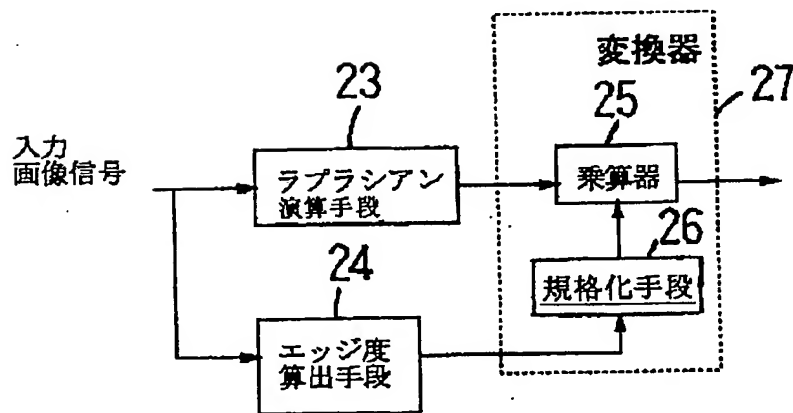 変換器
23
25
27
入力
画像信号
ラプラシアン
演算手段
乗算器
24
26
規格化手段
エッジ度
算出手段